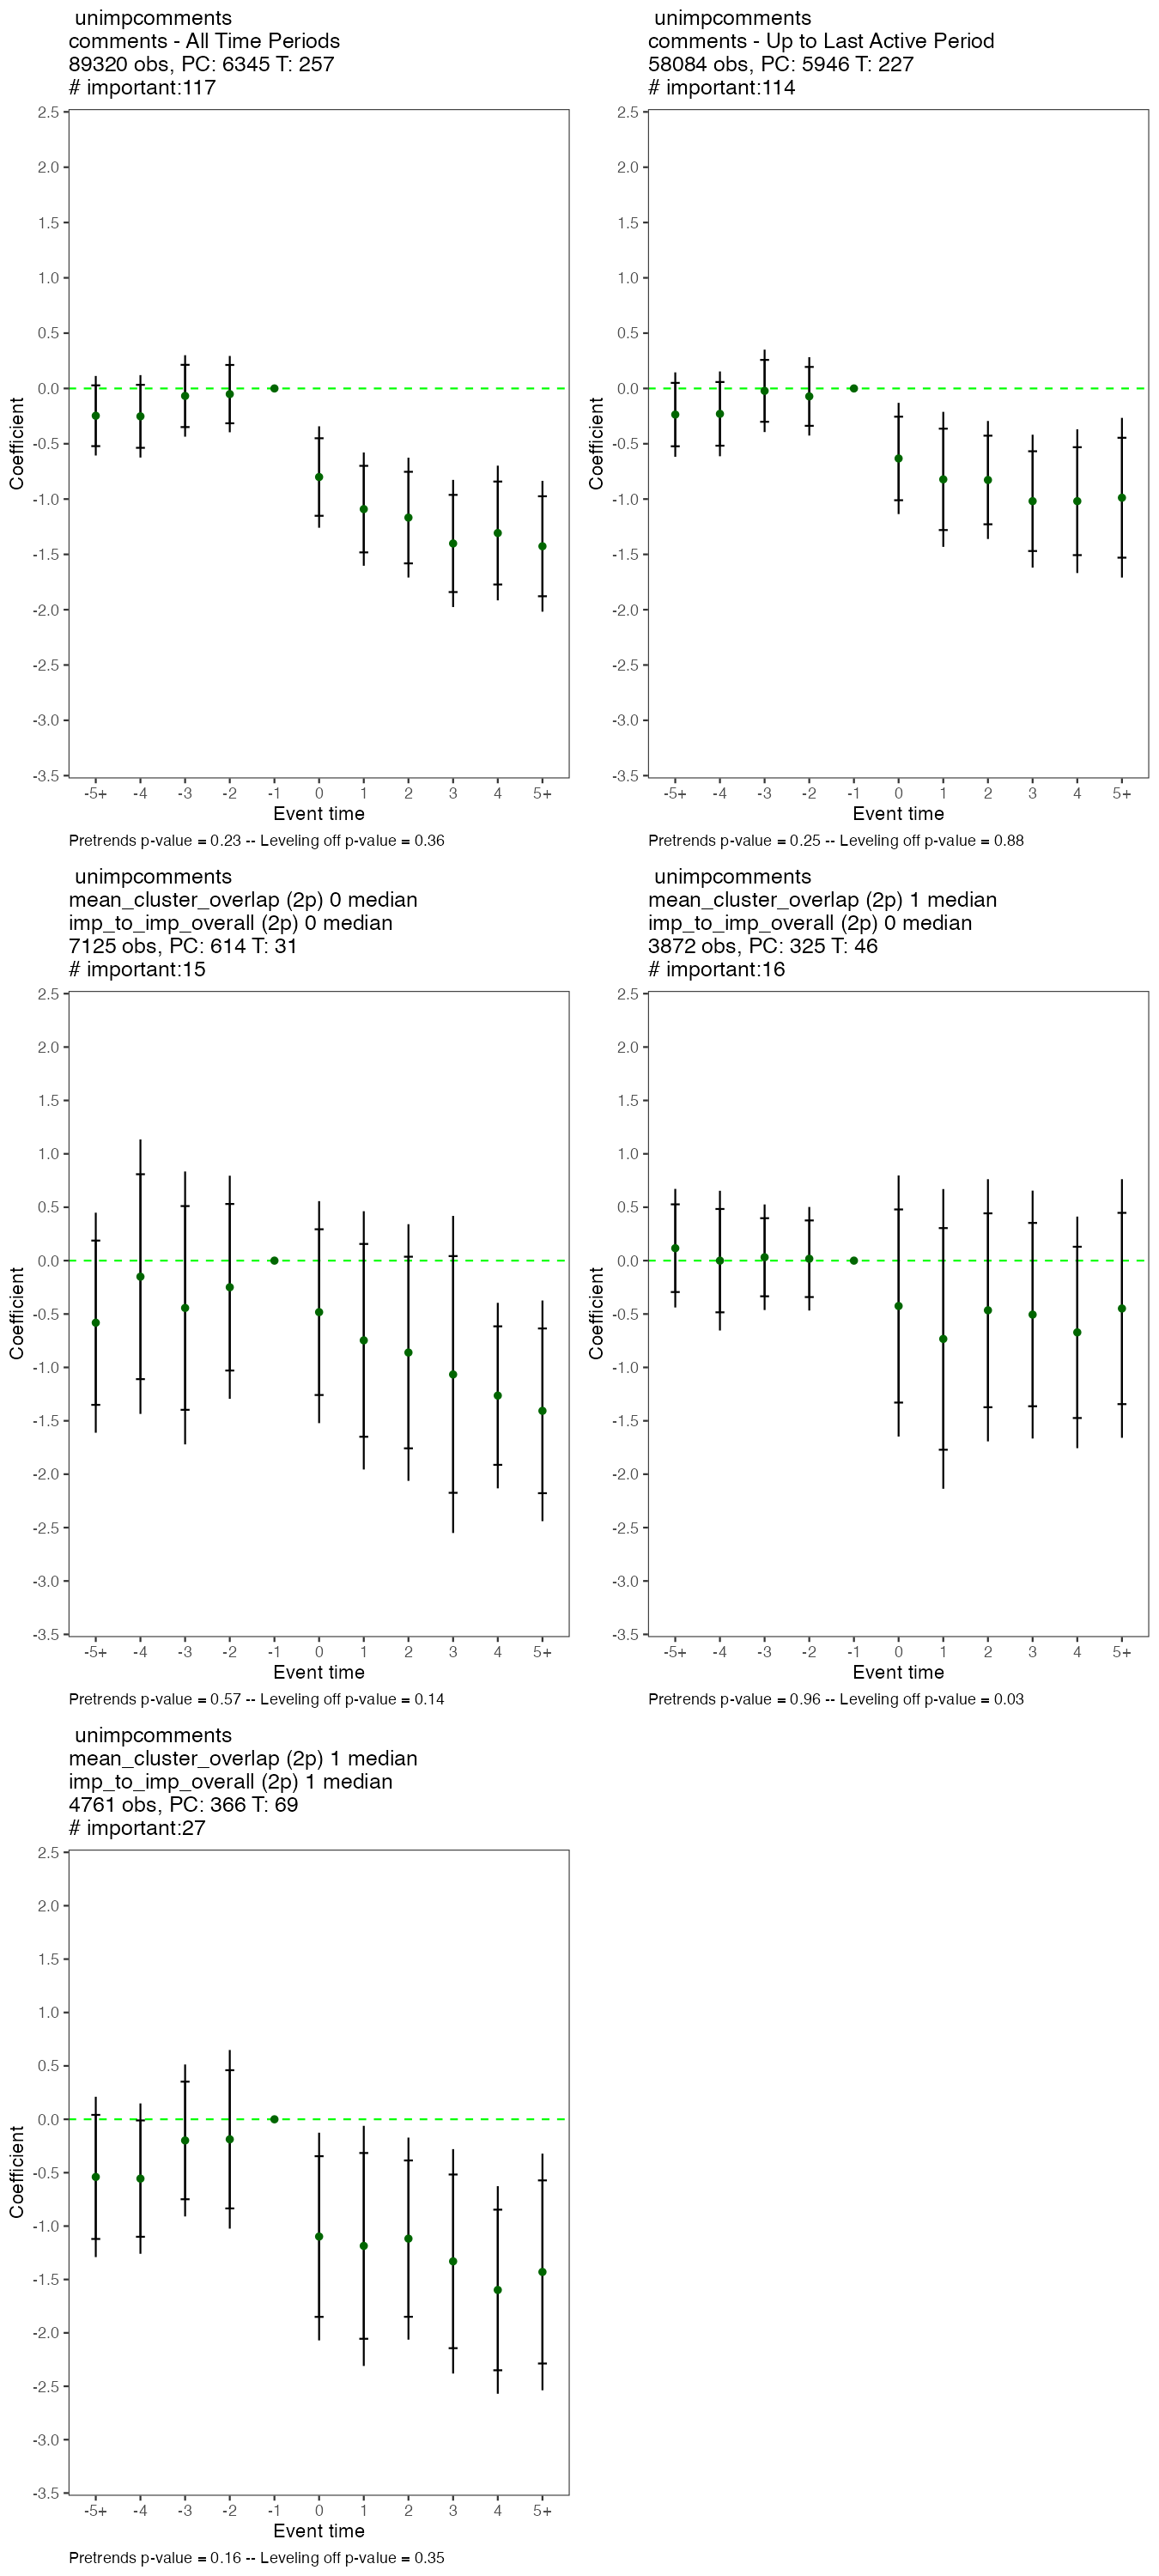 unimpcomments
comments - All Time Periods
89320 obs, PC: 6345 T: 257
# important:117
2.5
2.0
1.5
1.0
0.5
0.0
-0.5
-1.0
-1.5
-2.0
-2.5
-3.0
-3.5
Coefficient
-5+ -4 -3 -2 -1 0 1 2 3 4 5+
Event time
Pretrends p-value = 0.23 -- Leveling off p-value = 0.36
unimpcomments
comments - Up to Last Active Period
58084 obs, PC: 5946 T: 227
# important:114
2.5
2.0
1.5
1.0
0.5
0.0
-0.5
-1.0
-1.5
-2.0
-2.5
-3.0
-3.5
Coefficient
-5+ -4 -3 -2 -1 0 1 2 3 4 5+
Event time
Pretrends p-value = 0.25 -- Leveling off p-value = 0.88
unimpcomments
mean_cluster_overlap (2p) 0 median
imp_to_imp_overall (2p) 0 median
7125 obs, PC: 614 T: 31
# important:15
2.5
2.0
1.5
1.0
0.5
0.0
-0.5
-1.0
-1.5
-2.0
-2.5
-3.0
-3.5
Coefficient
-5+ -4 -3 -2 -1 0 1 2 3 4 5+
Event time
Pretrends p-value = 0.57 -- Leveling off p-value = 0.14
unimpcomments
mean_cluster_overlap (2p) 1 median
imp_to_imp_overall (2p) 0 median
3872 obs, PC: 325 T: 46
# important:16
2.5
2.0
1.5
1.0
0.5
0.0
-0.5
-1.0
-1.5
-2.0
-2.5
-3.0
-3.5
Coefficient
-5+ -4 -3 -2 -1 0 1 2 3 4 5+
Event time
Pretrends p-value = 0.96 -- Leveling off p-value = 0.03
unimpcomments
mean_cluster_overlap (2p) 1 median
imp_to_imp_overall (2p) 1 median
4761 obs, PC: 366 T: 69
# important:27
2.5
2.0
1.5
1.0
0.5
0.0
-0.5
-1.0
-1.5
-2.0
-2.5
-3.0
-3.5
Coefficient
-5+ -4 -3 -2 -1 0 1 2 3 4 5+
Event time
Pretrends p-value = 0.16 -- Leveling off p-value = 0.35